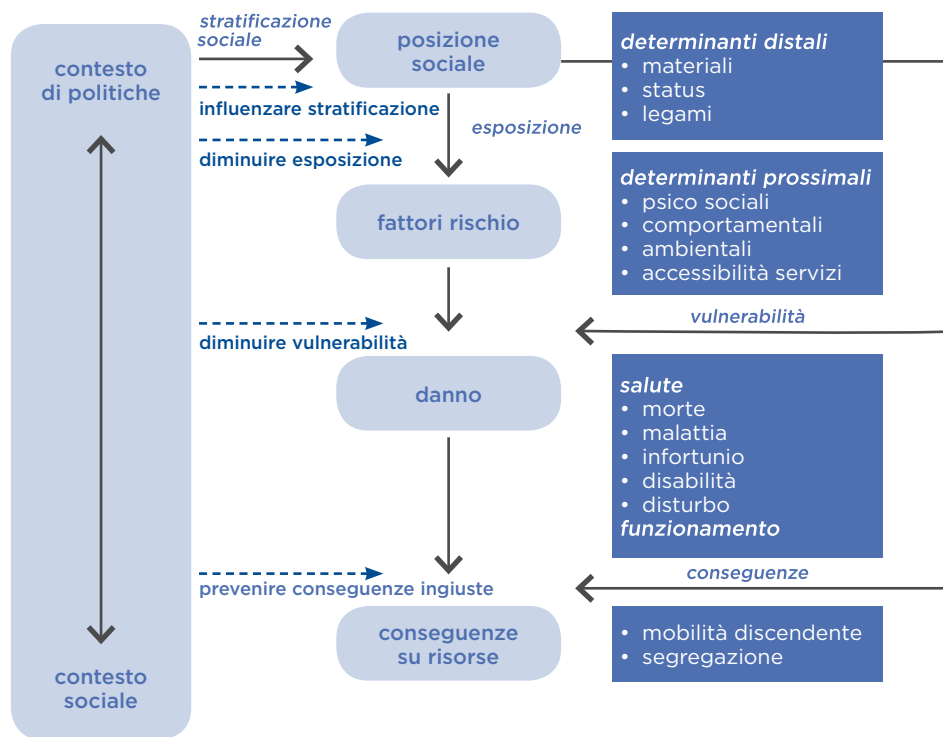 contesto
di politiche
contesto
sociale
stratificazione
sociale
influenzare stratificazione
diminuire esposizione
diminuire vulnerabilità
prevenire conseguenze ingiuste
posizione
sociale
esposizione
fattori rischio
danno
conseguenze
su risorse
determinanti distali
• materiali
• status
• legami
determinanti prossimali
• psico sociali
• comportamentali
• ambientali
• accessibilità servizi
vulnerabilità
salute
• morte
• malattia
• infortunio
• disabilità
• disturbo
funzionamento
conseguenze
• mobilità discendente
• segregazione